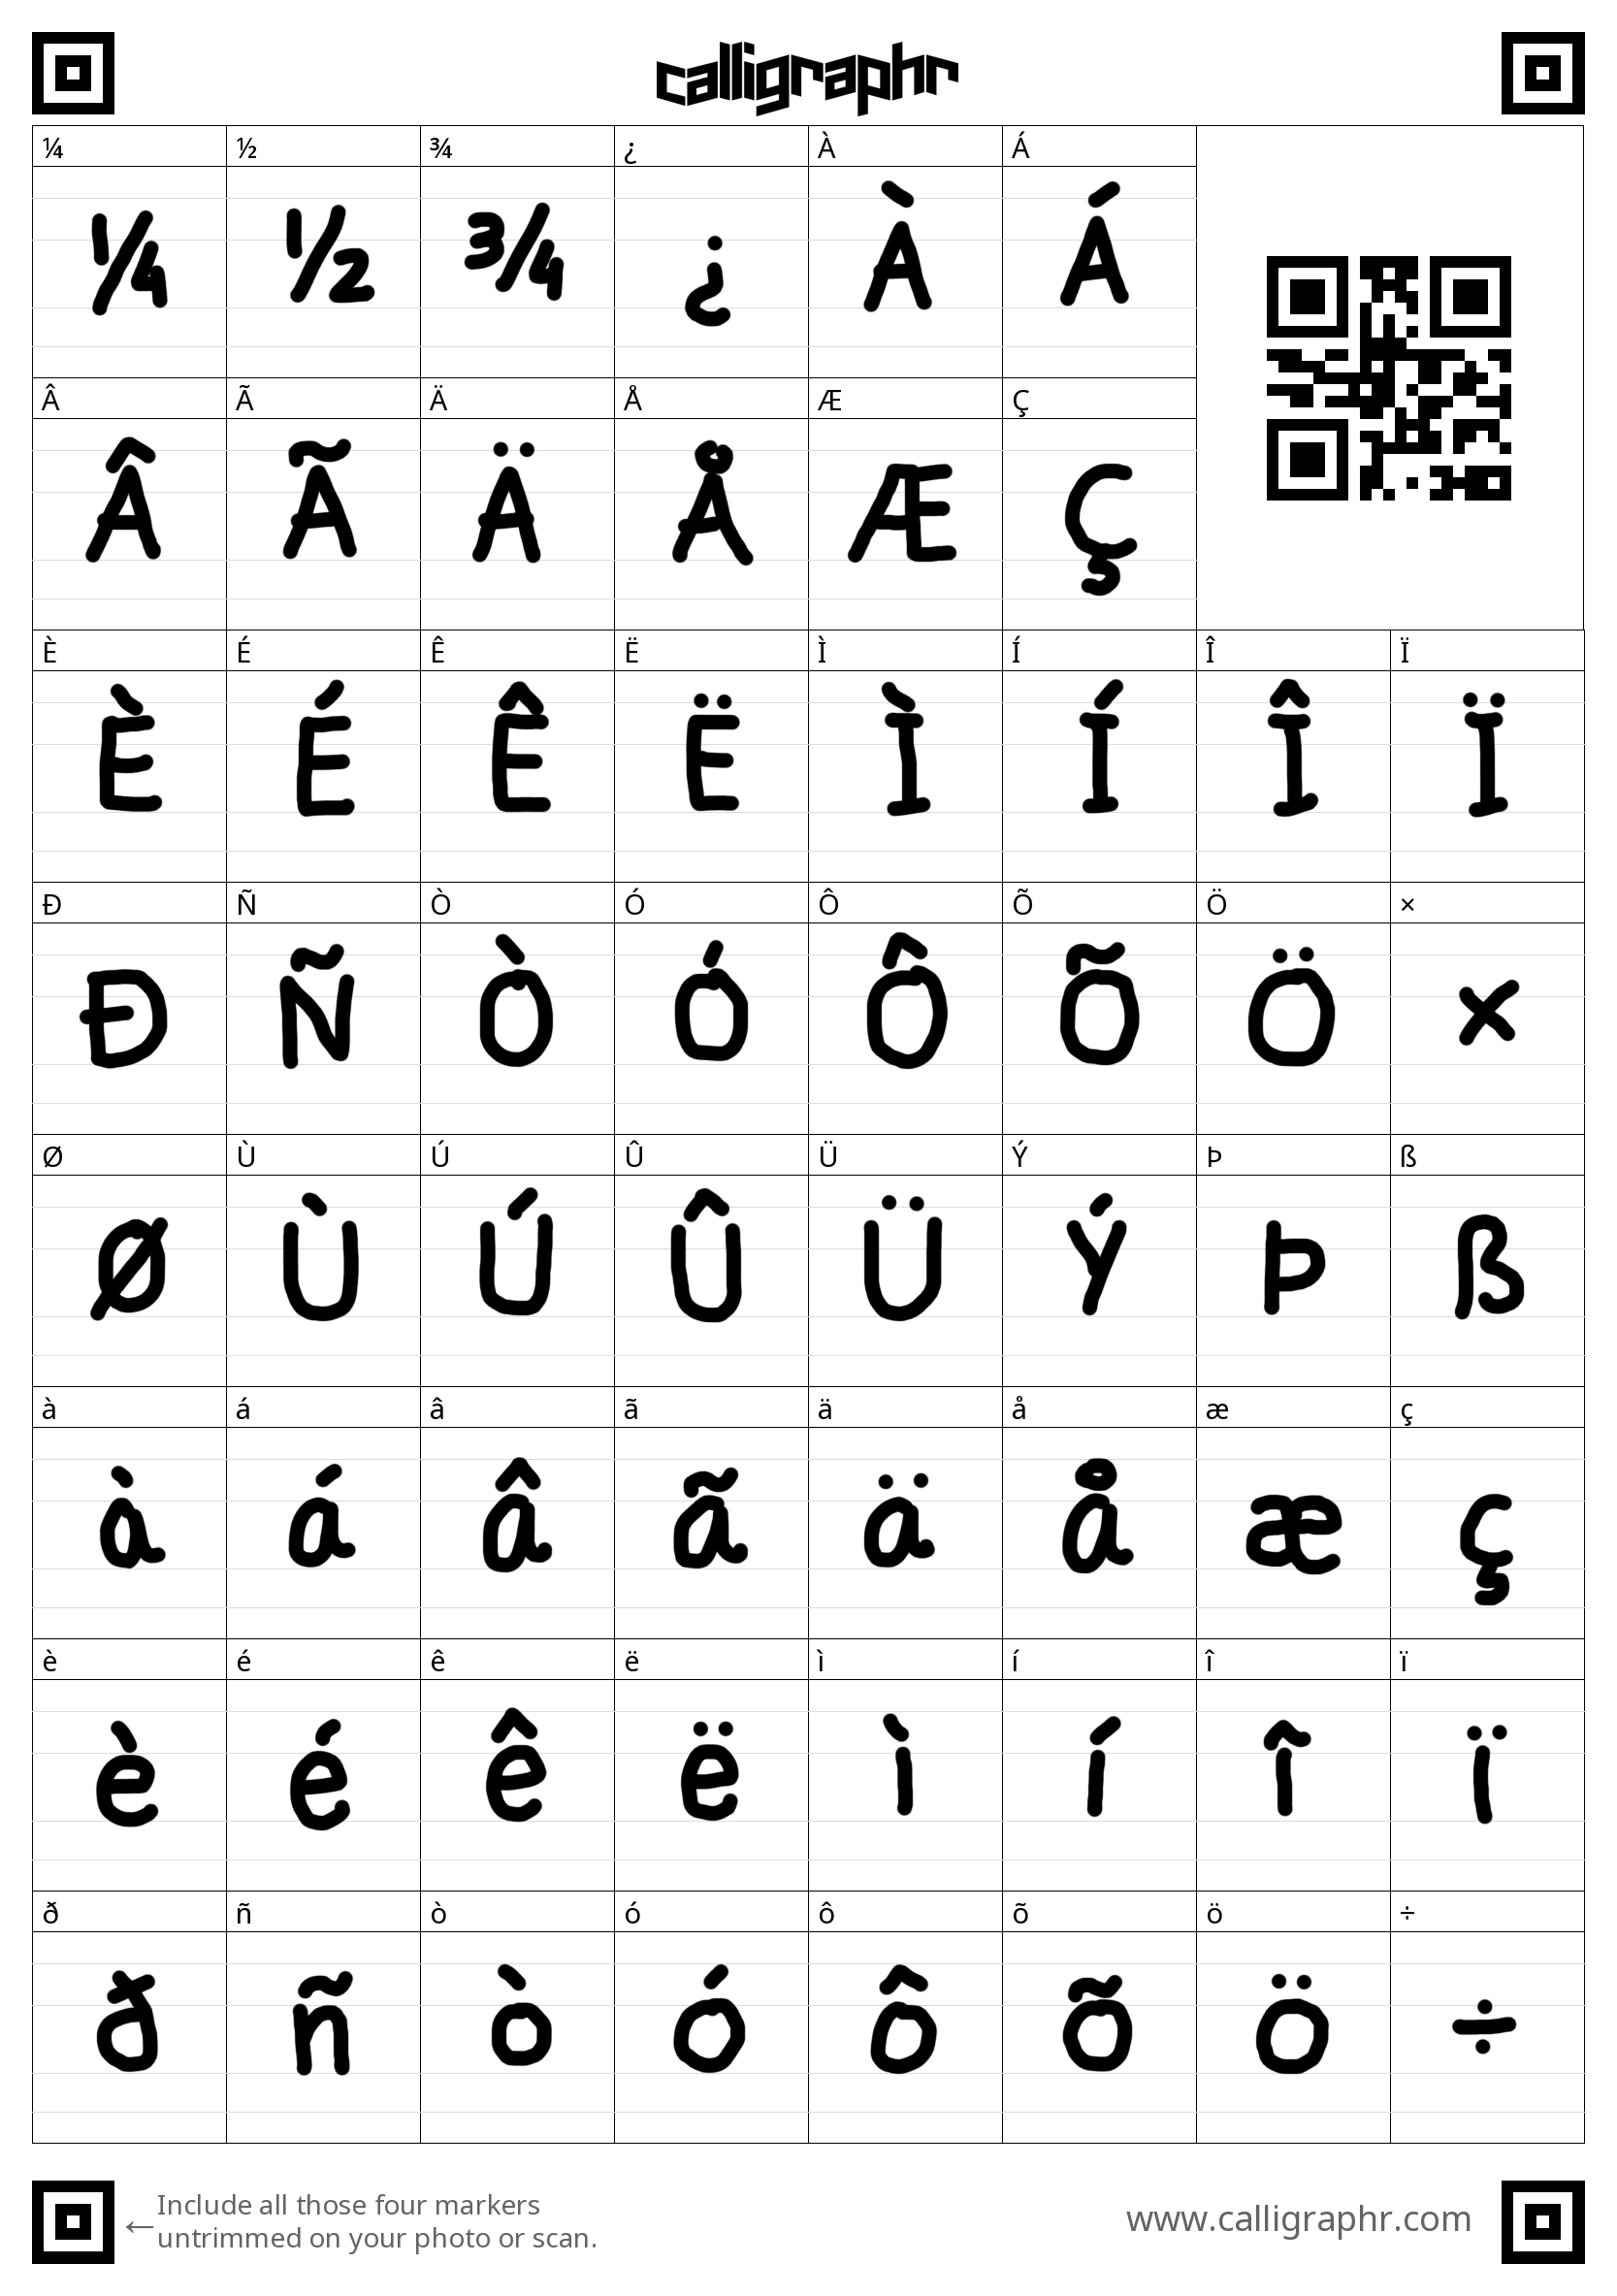 calligraphr
¼ ½ ¾ ¿ À Á
¼ ½ ¾ ¿ À Á
Â Ã Ä Å Æ Ç
Â Ã Ä Å Æ Ç
È É Ê Ë Ì Í Î Ï
È É Ê Ë Ì Í Î Ï
Ð Ñ Ò Ó Ô Õ Ö ×
Ð Ñ Ò Ó Ô Õ Ö ×
Ø Ù Ú Û Ü Ý Þ ß
Ø Ù Ú Û Ü Ý Þ ß
à á â ã ä å æ ç
à á â ã ä å æ ç
è é ê ë ì í î ï
è é ê ë ì í î ï
ð ñ ò ó ô õ ö ÷
ð ñ ò ó ô õ ö ÷
←Include all those four markers
untrimmed on your photo or scan.
www.calligraphr.com